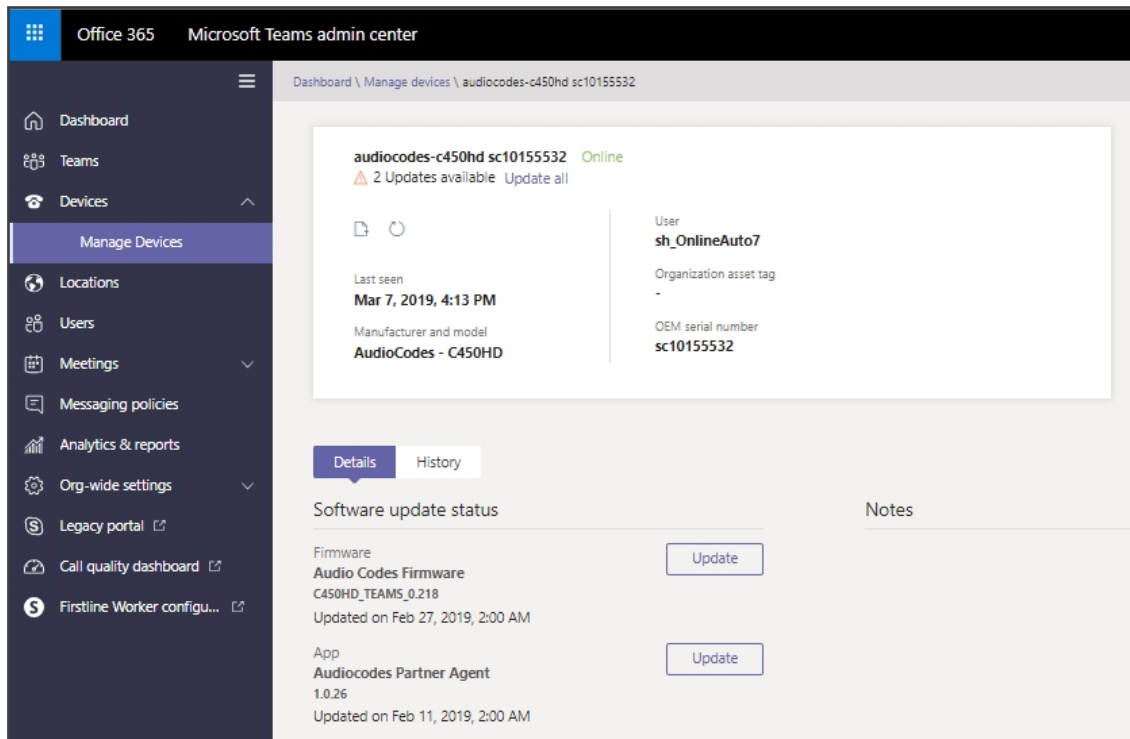 Office 365 Microsoft Teams admin center
Dashboard \ Manage devices \ audiocodes-c450hd sc10155532
Dashboard
Teams
Devices
Manage Devices
Locations
Users
Meetings
Messaging policies
Analytics & reports
Org-wide settings
Legacy portal
Call quality dashboard
Firstline Worker configu...
audiocodes-c450hd sc10155532 Online
2 Updates available Update all
Last seen
Mar 7, 2019, 4:13 PM
Manufacturer and model
AudioCodes - C450HD
User
sh_OnlineAuto7
Organization asset tag
-
OEM serial number
sc10155532
Details History
Software update status
Firmware
Audio Codes Firmware
C450HD_TEAMS_0.218
Updated on Feb 27, 2019, 2:00 AM
Update
App
Audiocodes Partner Agent
1.0.26
Updated on Feb 11, 2019, 2:00 AM
Update
Notes